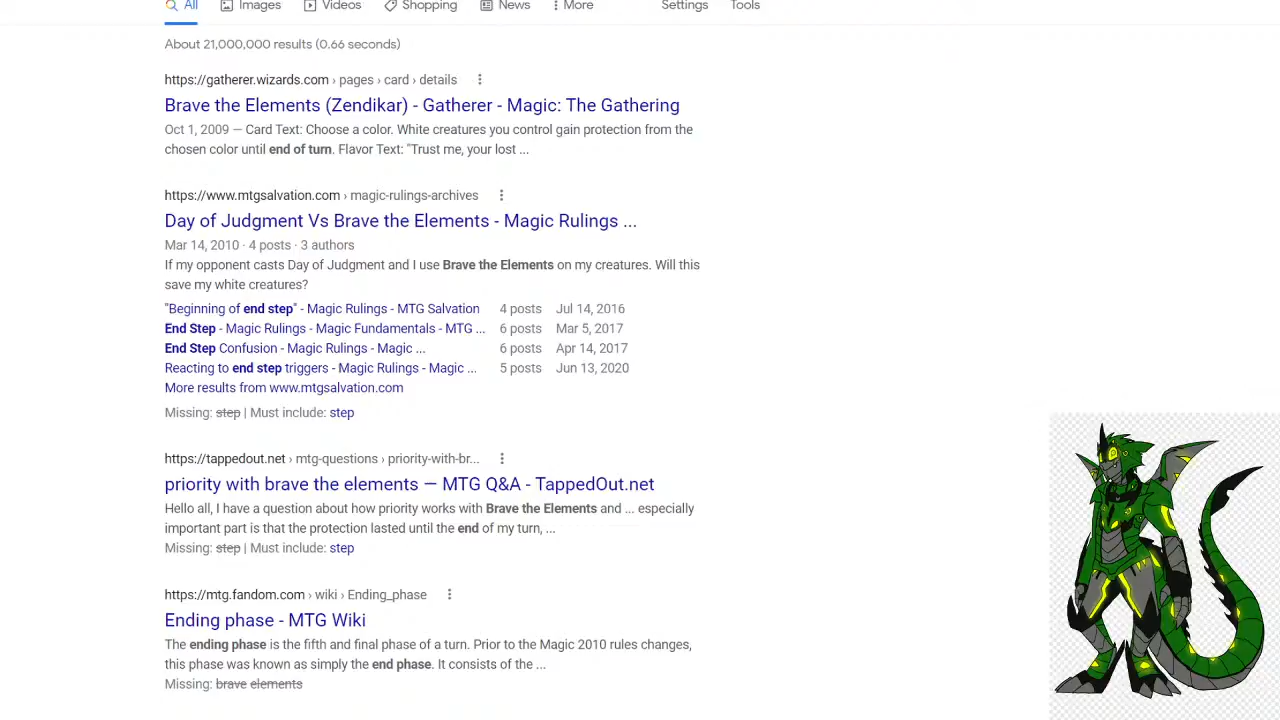 All Images Videos Shopping News More Settings Tools
About 21,000,000 results (0.66 seconds)
https://gatherer.wizards.com › pages › card › details
Brave the Elements (Zendikar) - Gatherer - Magic: The Gathering
Oct 1, 2009 — Card Text: Choose a color. White creatures you control gain protection from the
chosen color until end of turn. Flavor Text: "Trust me, your lost ...
https://www.mtgsalvation.com › magic-rulings-archives
Day of Judgment Vs Brave the Elements - Magic Rulings ...
Mar 14, 2010 · 4 posts · 3 authors
If my opponent casts Day of Judgment and I use Brave the Elements on my creatures. Will this
save my white creatures?
"Beginning of end step" - Magic Rulings - MTG Salvation 4 posts Jul 14, 2016
End Step - Magic Rulings - Magic Fundamentals - MTG ... 6 posts Mar 5, 2017
End Step Confusion - Magic Rulings - Magic ... 6 posts Apr 14, 2017
Reacting to end step triggers - Magic Rulings - Magic ... 5 posts Jun 13, 2020
More results from www.mtgsalvation.com
Missing: step | Must include: step
https://tappedout.net › mtg-questions › priority-with-br...
priority with brave the elements — MTG Q&A - TappedOut.net
Hello all, I have a question about how priority works with Brave the Elements and ... especially
important part is that the protection lasted until the end of my turn, ...
Missing: step | Must include: step
https://mtg.fandom.com › wiki › Ending_phase
Ending phase - MTG Wiki
The ending phase is the fifth and final phase of a turn. Prior to the Magic 2010 rules changes,
this phase was known as simply the end phase. It consists of the ...
Missing: brave elements